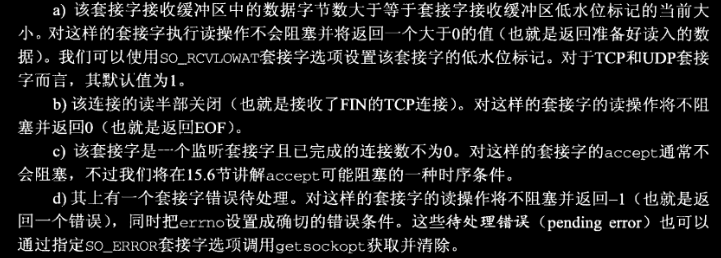 a) 该套接字接收缓冲区中的数据字节数大于等于套接字接收缓冲区低水位标记的当前大
小。对这样的套接字执行读操作不会阻塞并将返回一个大于0的值（也就是返回准备好读入的数
据）。我们可以使用SO_RCVLOWAT套接字选项设置该套接字的低水位标记。对于TCP和UDP套接
字而言，其默认值为1。
b) 该连接的读半部关闭（也就是接收了FIN的TCP连接）。对这样的套接字的读操作将不阻
塞并返回0（也就是返回EOF）。
c) 该套接字是一个监听套接字且已完成的连接数不为0。对这样的套接字的accept通常不
会阻塞，不过我们将在15.6节讲解accept可能阻塞的一种时序条件。
d) 其上有一个套接字错误待处理。对这样的套接字的读操作将不阻塞并返回-1（也就是返
回一个错误），同时把errno设置成确切的错误条件。这些待处理错误（pending error）也可以
通过指定SO_ERROR套接字选项调用getsockopt获取并清除。